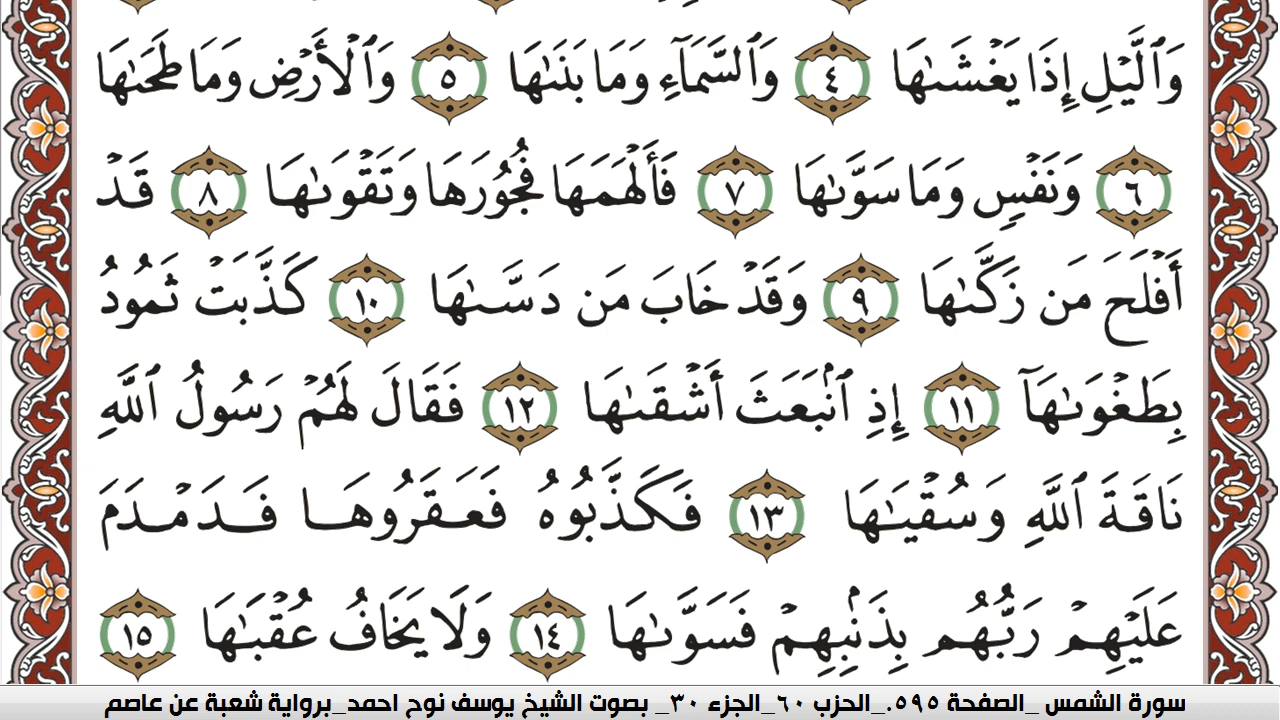 وَٱلَّيْلِ إِذَا يَغْشَىٰهَا ٤ وَٱلسَّمَآءِ وَمَا بَنَىٰهَا ٥ وَٱلْأَرْضِ وَمَا طَحَىٰهَا
٦ وَنَفْسٍ وَمَا سَوَّىٰهَا ٧ فَأَلْهَمَهَا فُجُورَهَا وَتَقْوَىٰهَا ٨ قَدْ
أَفْلَحَ مَن زَكَّىٰهَا ٩ وَقَدْ خَابَ مَن دَسَّىٰهَا ١٠ كَذَّبَتْ ثَمُودُ
بِطَغْوَىٰهَآ ١١ إِذِ ٱنۢبَعَثَ أَشْقَىٰهَا ١٢ فَقَالَ لَهُمْ رَسُولُ ٱللَّهِ
نَاقَةَ ٱللَّهِ وَسُقْيَـٰهَا ١٣ فَكَذَّبُوهُ فَعَقَرُوهَا فَدَمْدَمَ
عَلَيْهِمْ رَبُّهُم بِذَنۢبِهِمْ فَسَوَّىٰهَا ١٤ وَلَا يَخَافُ عُقْبَـٰهَا ١٥
سورة الشمس _الصفحة ٥٩٥._الحزب ٦٠_الجزء ٣٠_ بصوت الشيخ يوسف نوح احمد_برواية شعبة عن عاصم